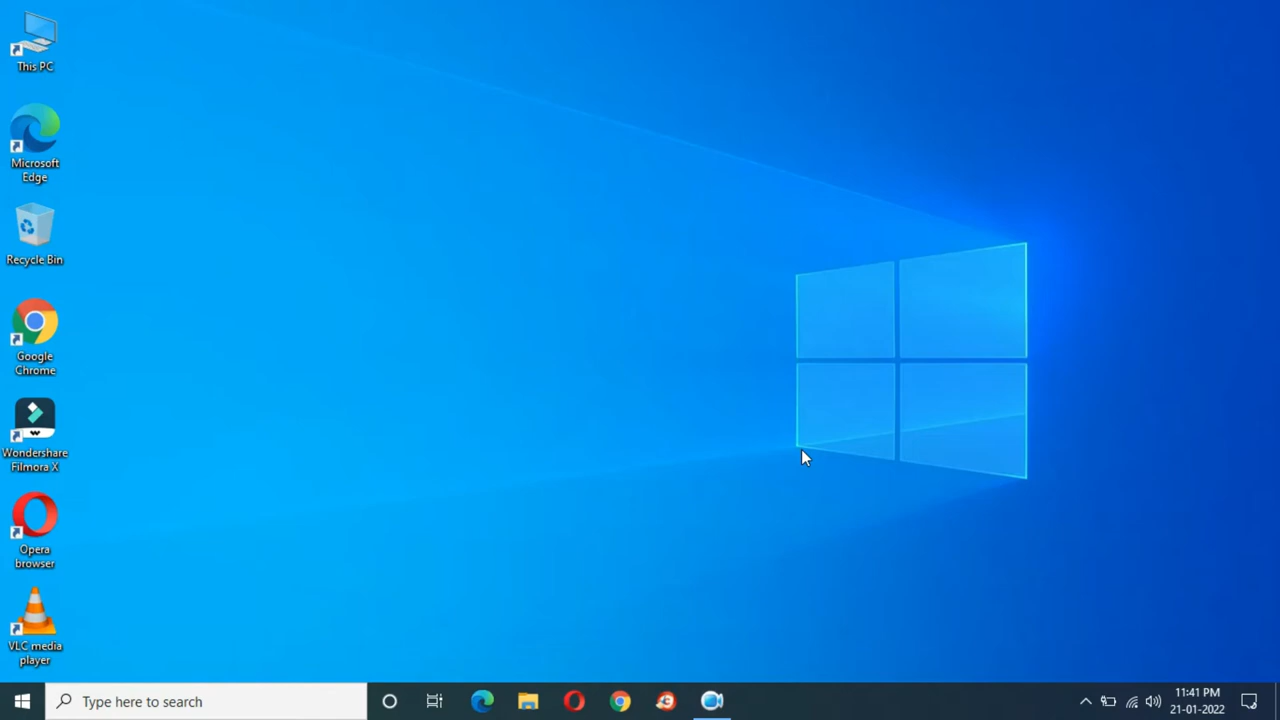 This PC
Microsoft
Edge
Recycle Bin
Google
Chrome
Wondershare
Filmora X
Opera
browser
VLC media
player
Type here to search
11:41 PM
21-01-2022